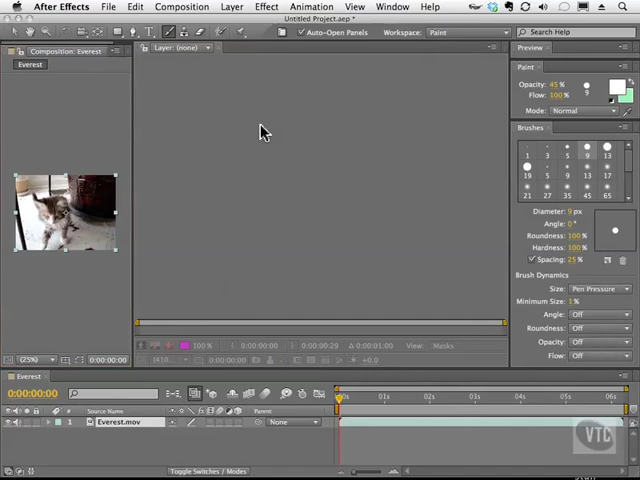 After Effects File Edit Composition Layer Effect Animation View Window Help
Untitled Project.aep *
Auto-Open Panels Workspace: Paint Search Help
Composition: Everest Layer: (none) Preview
Everest
Paint
Opacity: 45 %
Flow: 100 %
9
Mode: Normal
Brushes
1 3 5 9 13
19 5 9 13 17
21 27 35 45 65
Diameter: 9 px
Angle: 0 °
Roundness: 100 %
Hardness: 100 %
Spacing: 25 %
Brush Dynamics
Size: Pen Pressure
Minimum Size: 1 %
Angle: Off
Roundness: Off
Opacity: Off
Flow: Off
100 % 0:00:00:00 0:00:00:29 Δ 0:00:01:00 View: Masks
(25%) 0:00:00:00 (410... 0:00:00:00 +0.0
Everest
0:00:00:00
:00s 01s 02s 03s 04s 05s 06s
# Source Name Parent
1 Everest.mov None
VTC
Toggle Switches / Modes